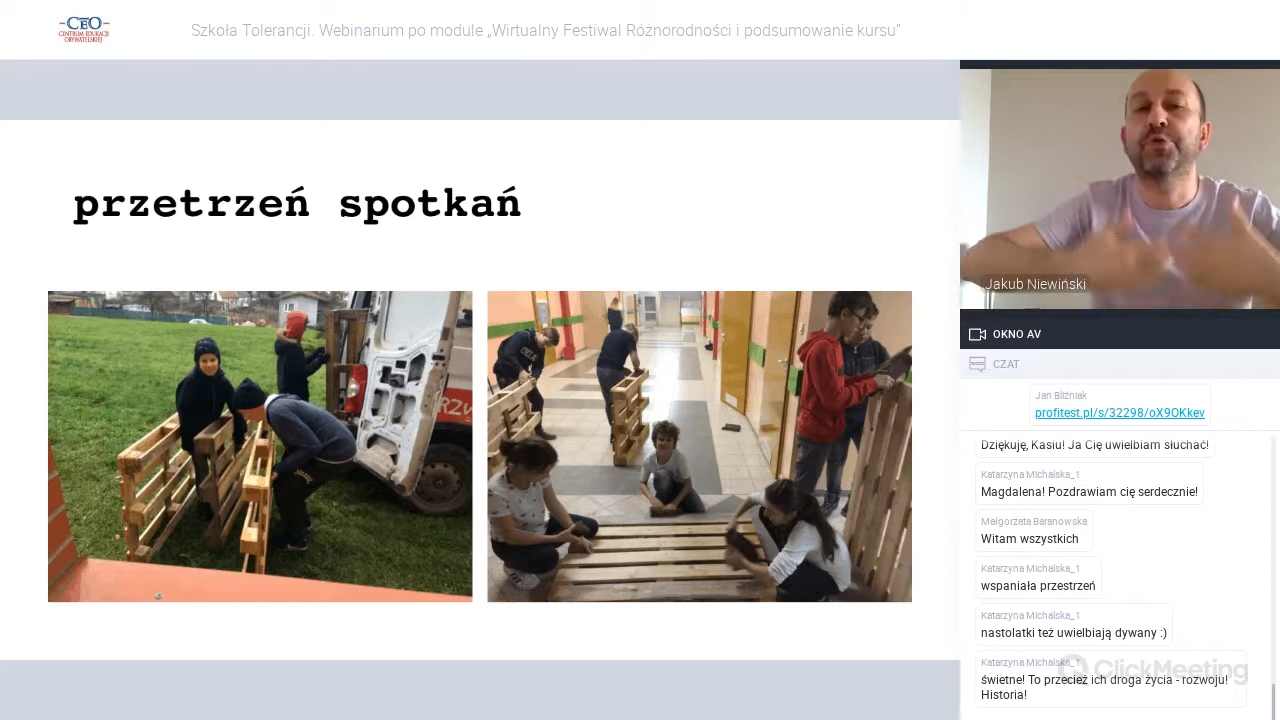 CEO
CENTRUM EDUKACJI
OBYWATELSKIEJ
Szkoła Tolerancji. Webinarium po module „Wirtualny Festiwal Różnorodności i podsumowanie kursu”
przetrzeń spotkań
Jakub Niewiński
OKNO AV
CZAT
Jan Bliźniak
profitest.pl/s/32298/oX9OKkev
Dziękuję, Kasiu! Ja Cię uwielbiam słuchać!
Katarzyna Michalska_1
Magdalena! Pozdrawiam cię serdecznie!
Małgorzata Baranowska
Witam wszystkich
Katarzyna Michalska_1
wspaniała przestrzeń
Katarzyna Michalska_1
nastolatki też uwielbiają dywany :)
Katarzyna Michalska_1
świetne! To przecież ich droga życia - rozwoju!
Historia!
ClickMeeting